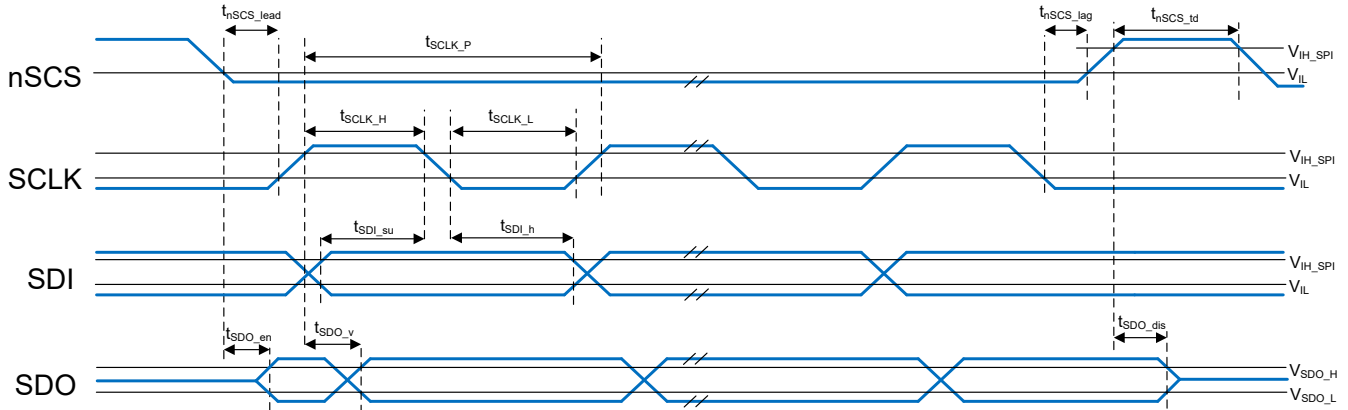 tnSCS_lead
tnSCS_lag
tnSCS_td
tSCLK_P
VIH_SPI
nSCS
VIL
tSCLK_H
tSCLK_L
VIH_SPI
SCLK
VIL
tSDI_su
tSDI_h
VIH_SPI
SDI
VIL
tSDO_en
tSDO_v
tSDO_dis
VSDO_H
SDO
VSDO_L